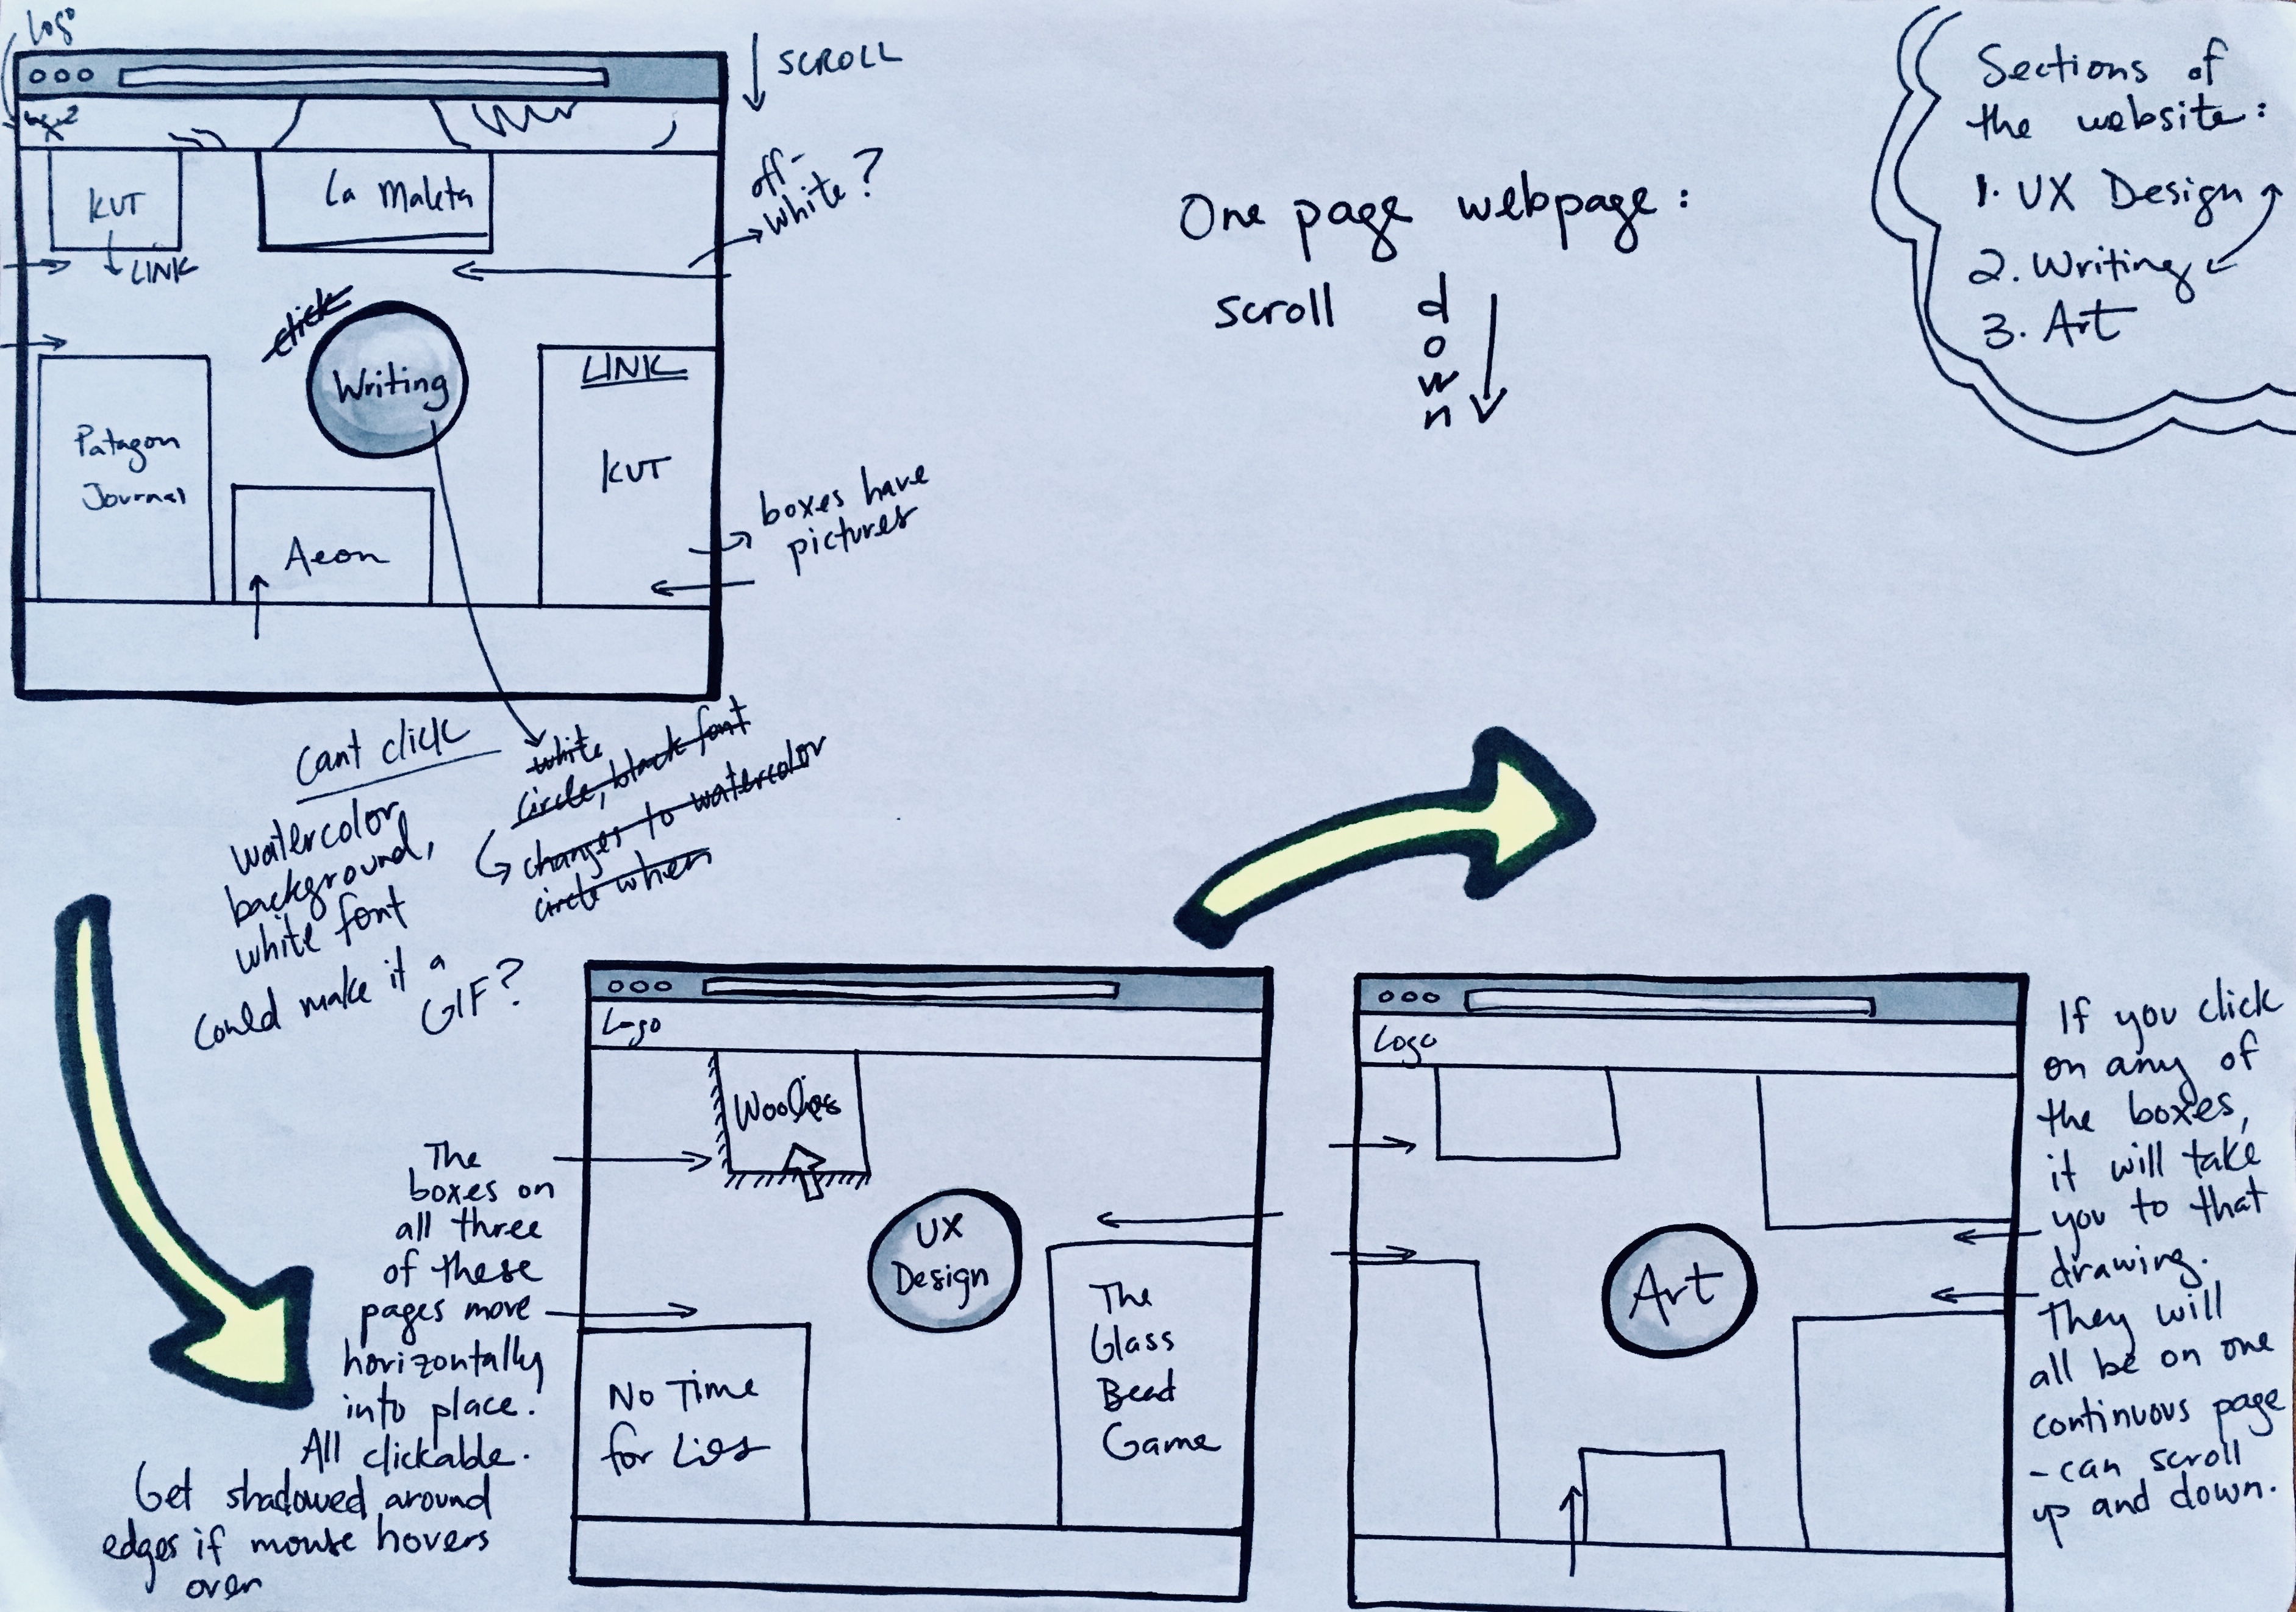 Logo
SCROLL
KUT
La Maleta
LINK
off-
white?
click
Writing
LINK
Patagon
Journal
KUT
Aeon
boxes have
pictures
One page webpage:
scroll
d
o
w
n
Sections of
the website:
1. UX Design
2. Writing
3. Art
Cant click
watercolor
background,
white font
Could make it a
GIF?
white
circle, black font
changes to watercolor
circle when
The
boxes on
all three
of these
pages move
horizontally
into place!
All clickable.
Get shadowed around
edges if mouse hovers
over
Logo
Woolies
UX
Design
No Time
for Lies
The
Glass
Bead
Game
Logo
Art
If you click
on any of
the boxes,
it will take
you to that
drawing.
They will
all be on one
continuous page
- can scroll
up and down.